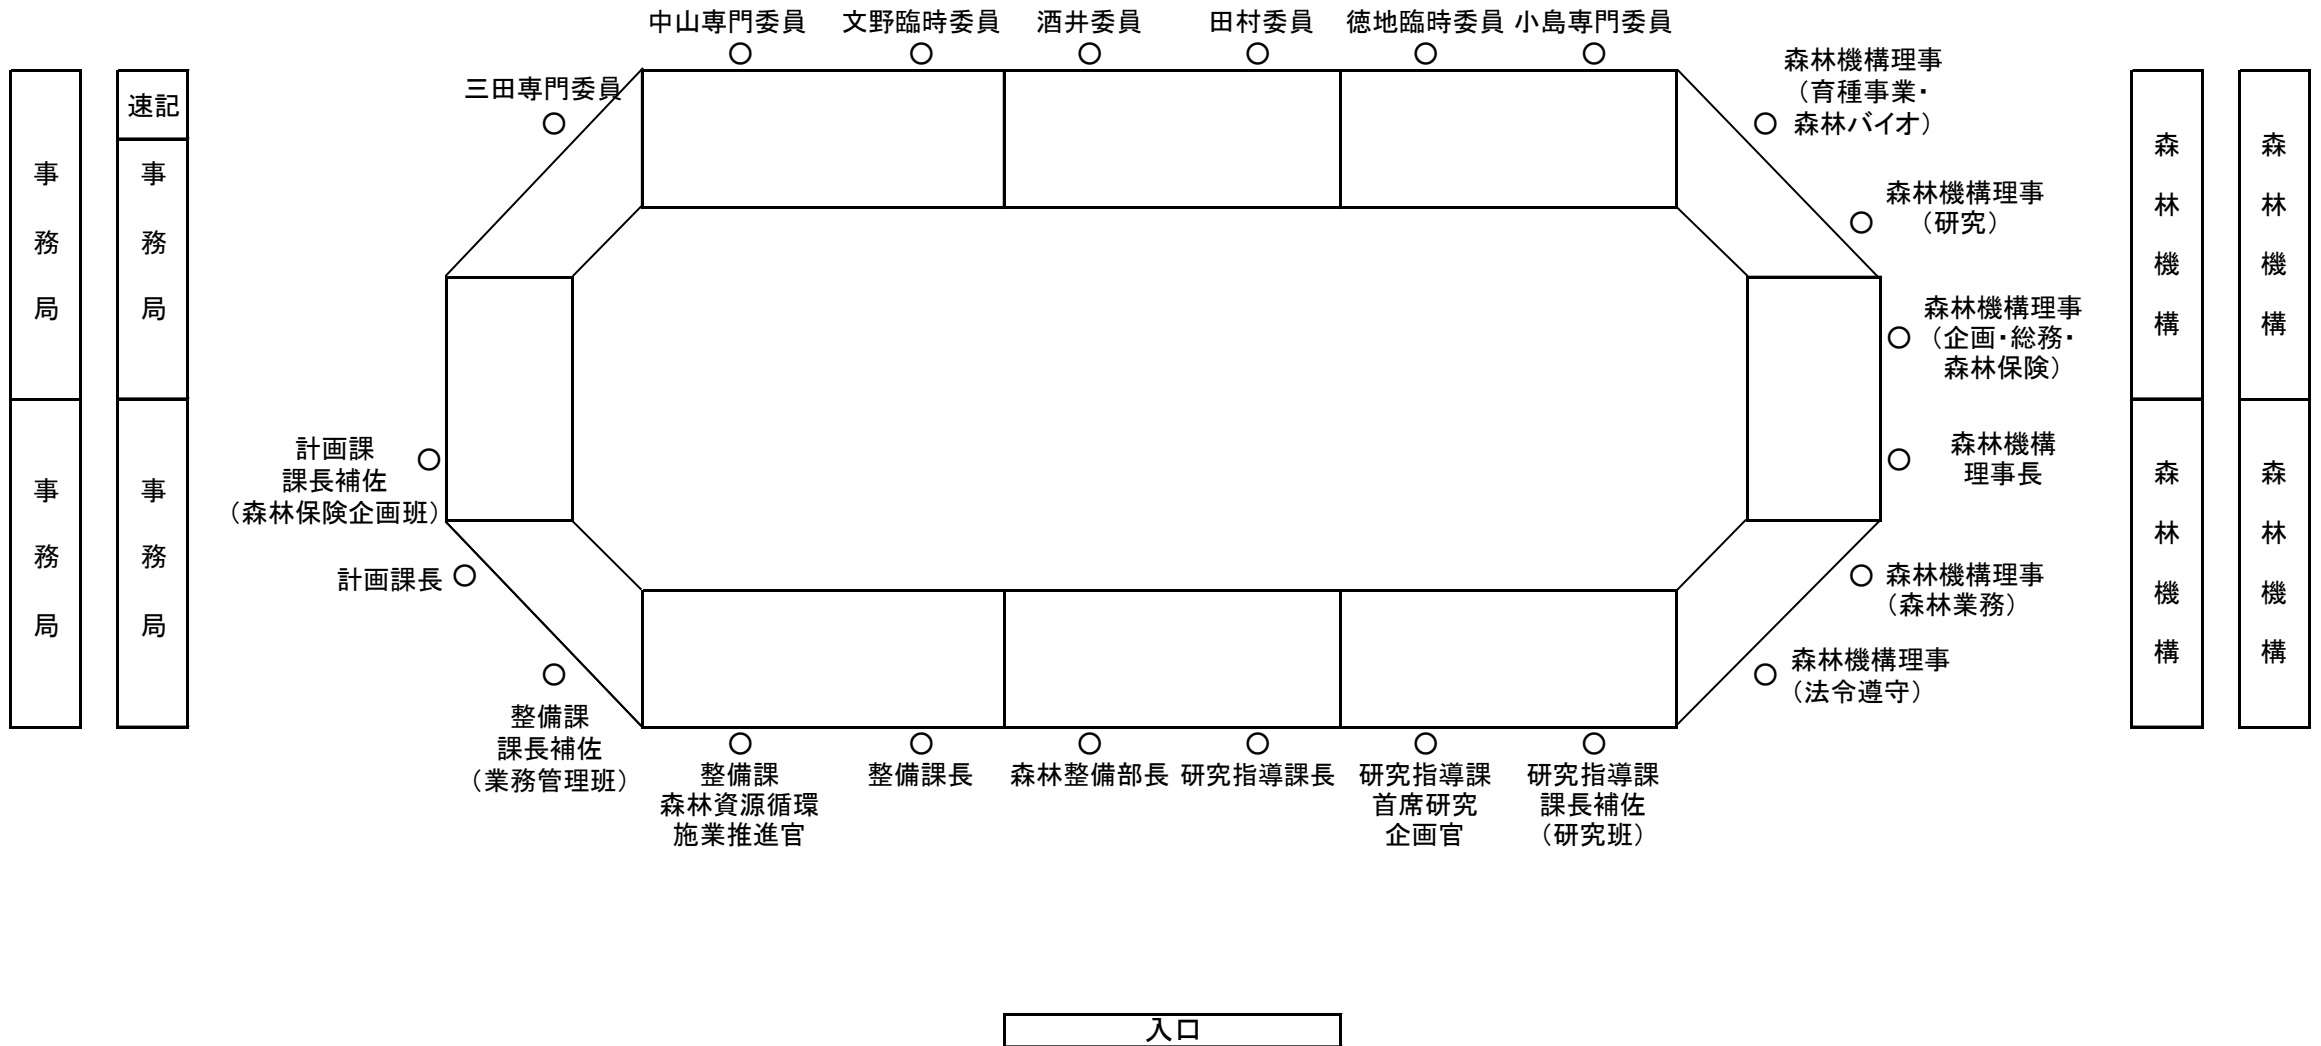 中山専門委員
文野臨時委員
酒井委員
田村委員
徳地臨時委員
小島専門委員
三田専門委員
森林機構理事
（育種事業・
森林バイオ）
森林機構理事
（研究）
森林機構理事
（企画・総務・
森林保険）
森林機構
理事長
森林機構理事
（森林業務）
森林機構理事
（法令遵守）
速記
事務局
事務局
事務局
事務局
森林機構
森林機構
森林機構
森林機構
計画課
課長補佐
（森林保険企画班）
計画課長
整備課
課長補佐
（業務管理班）
整備課
森林資源循環
施業推進官
整備課長
森林整備部長
研究指導課長
研究指導課
首席研究
企画官
研究指導課
課長補佐
（研究班）
入口